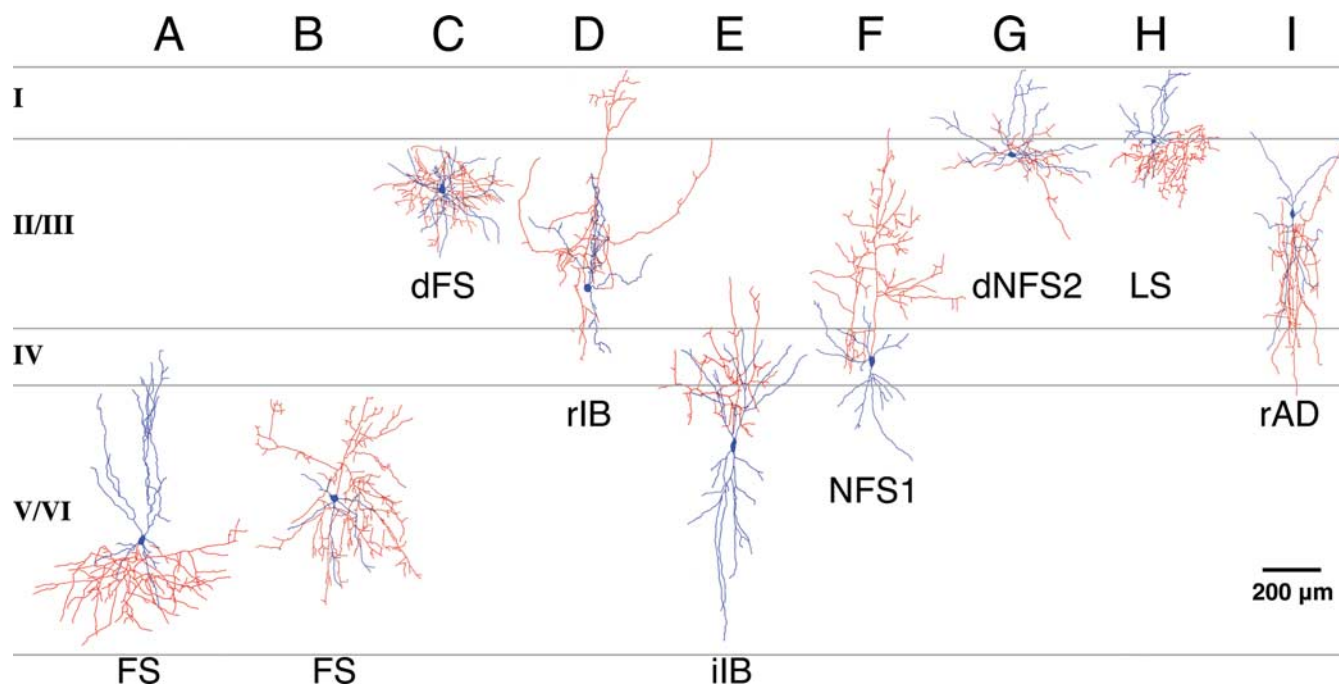 A B C D E F G H I
I
II/III
dFS
dNFS2 LS
IV
rIB
rAD
V/VI
NFS1
200 µm
FS FS iIB